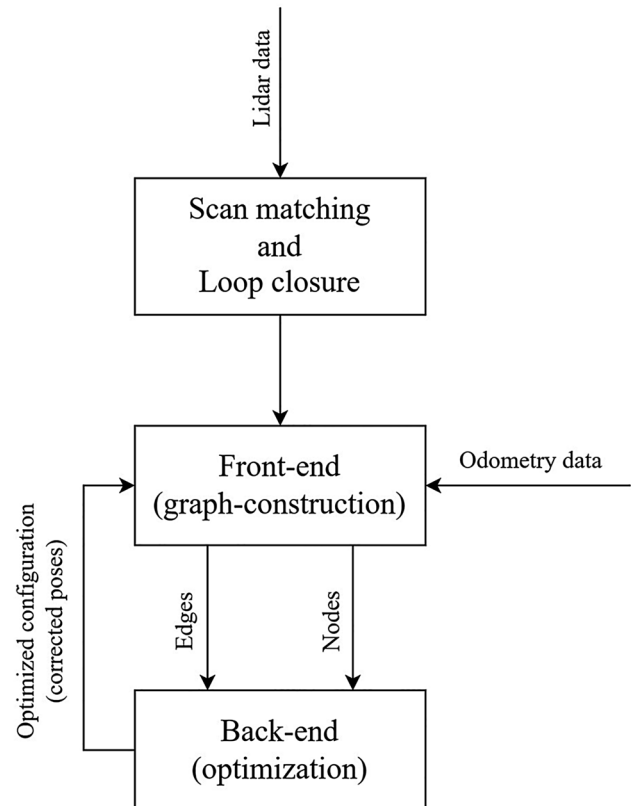 Lidar data
Scan matching
and
Loop closure
Front-end
(graph-construction)
Odometry data
Optimized configuration
(corrected poses)
Edges
Nodes
Back-end
(optimization)